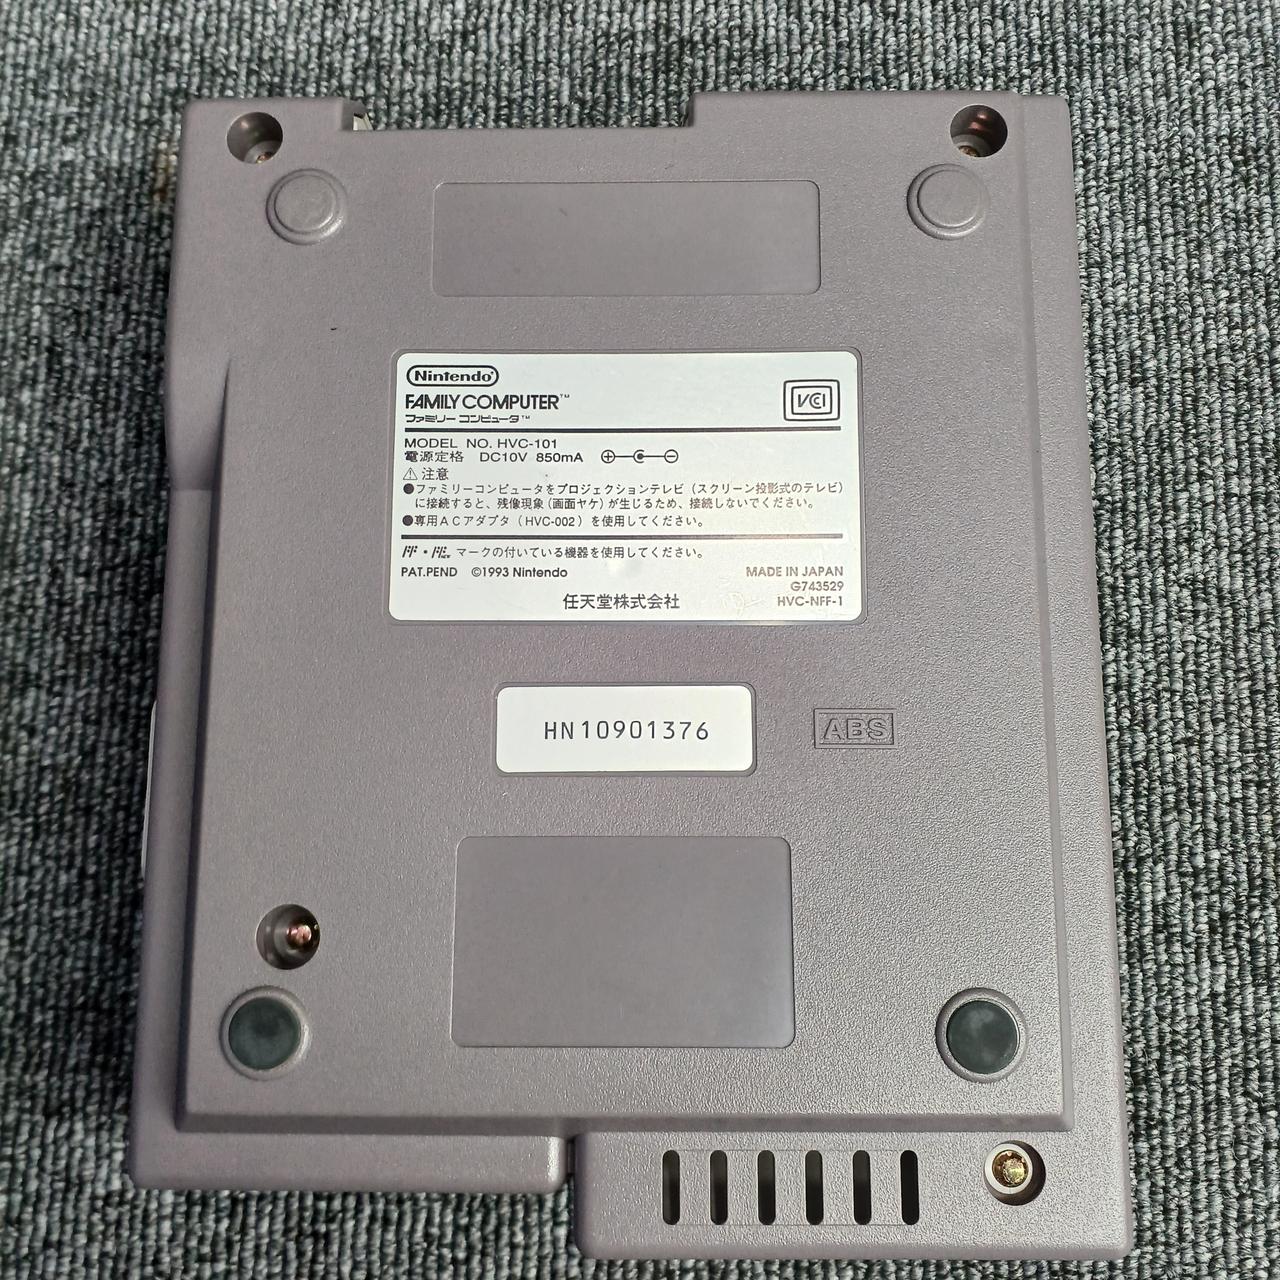 Nintendo®
FAMILY COMPUTER™
ファミリー コンピュータ™
VCI
MODEL NO. HVC-101
電源定格 DC10V 850mA
注意
●ファミリーコンピュータをプロジェクションテレビ（スクリーン投影式のテレビ）
に接続すると、残像現象（画面ヤケ）が生じるため、接続しないでください。
●専用ACアダプタ（HVC-002）を使用してください。
FF・FF NEW マークの付いている機器を使用してください。
PAT.PEND ©1993 Nintendo
MADE IN JAPAN
G743529
任天堂株式会社
HVC-NFF-1
HN10901376
ABS